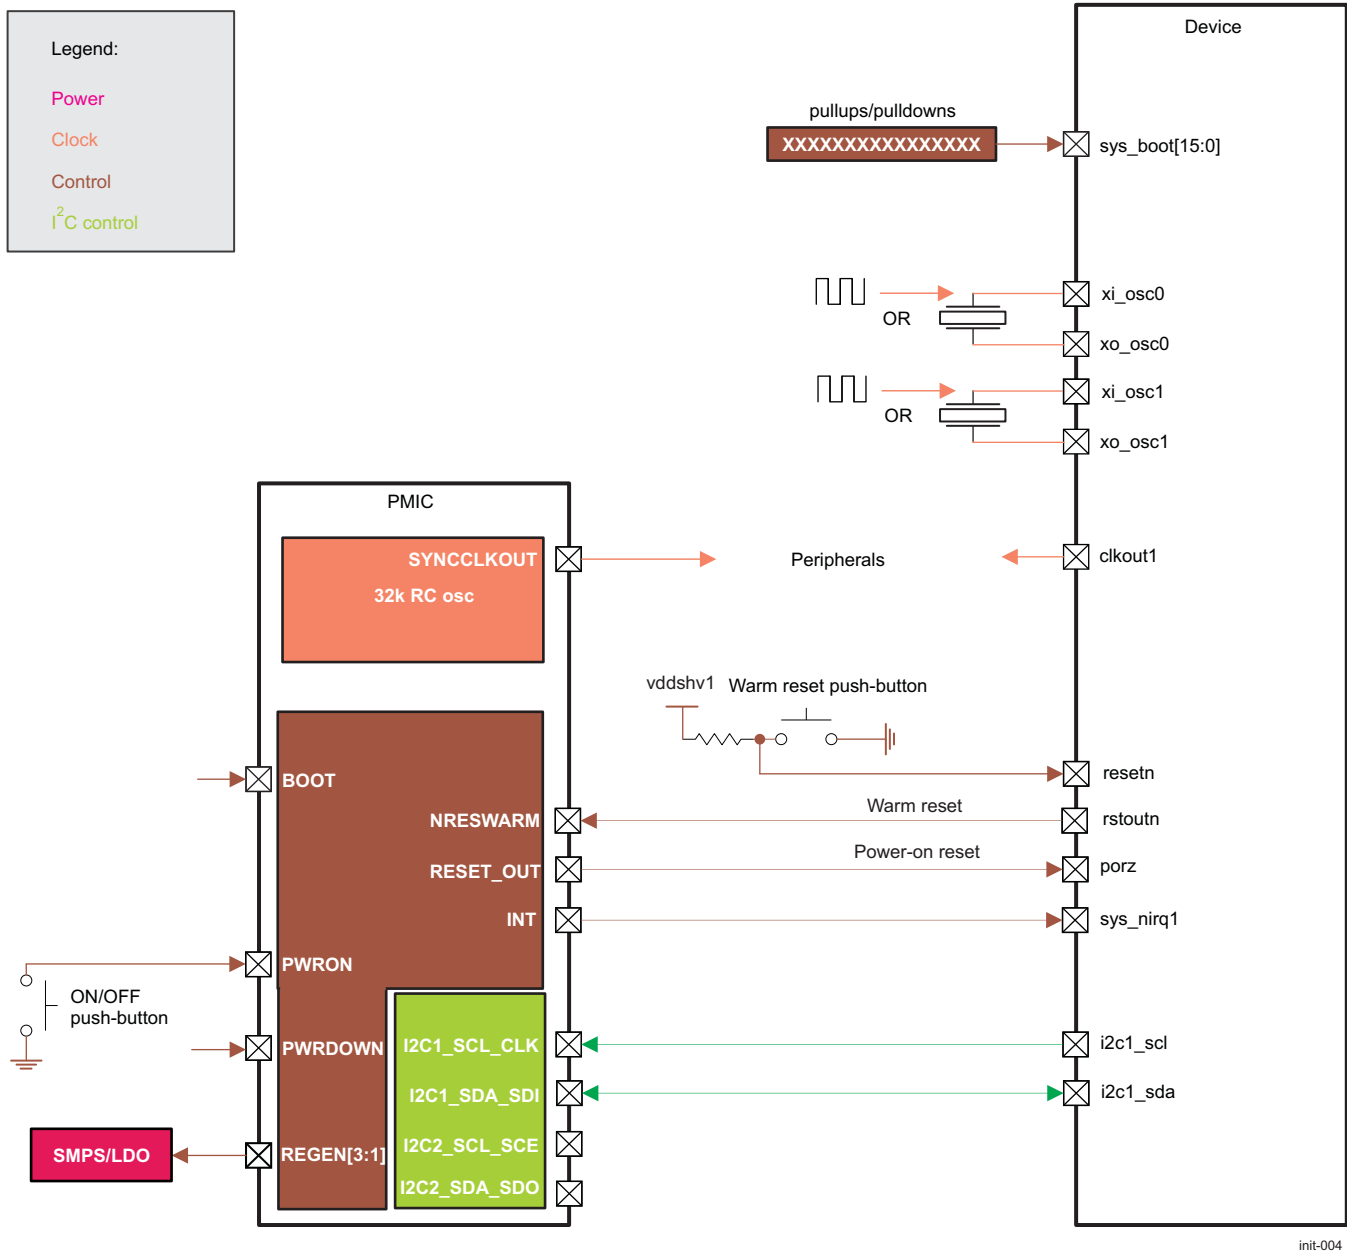 Legend:
Power
Clock
Control
I2C control
Device
pullups/pulldowns
XXXXXXXXXXXXXXXX
sys_boot[15:0]
xi_osc0
OR
xo_osc0
xi_osc1
OR
xo_osc1
PMIC
SYNCCLKOUT
32k RC osc
Peripherals
clkout1
vddshv1
Warm reset push-button
BOOT
resetn
NRESWARM
Warm reset
rstoutn
RESET_OUT
Power-on reset
porz
INT
sys_nirq1
PWRON
ON/OFF
push-button
PWRDOWN
I2C1_SCL_CLK
i2c1_scl
I2C1_SDA_SDI
i2c1_sda
SMPS/LDO
REGEN[3:1]
I2C2_SCL_SCE
I2C2_SDA_SDO
init-004